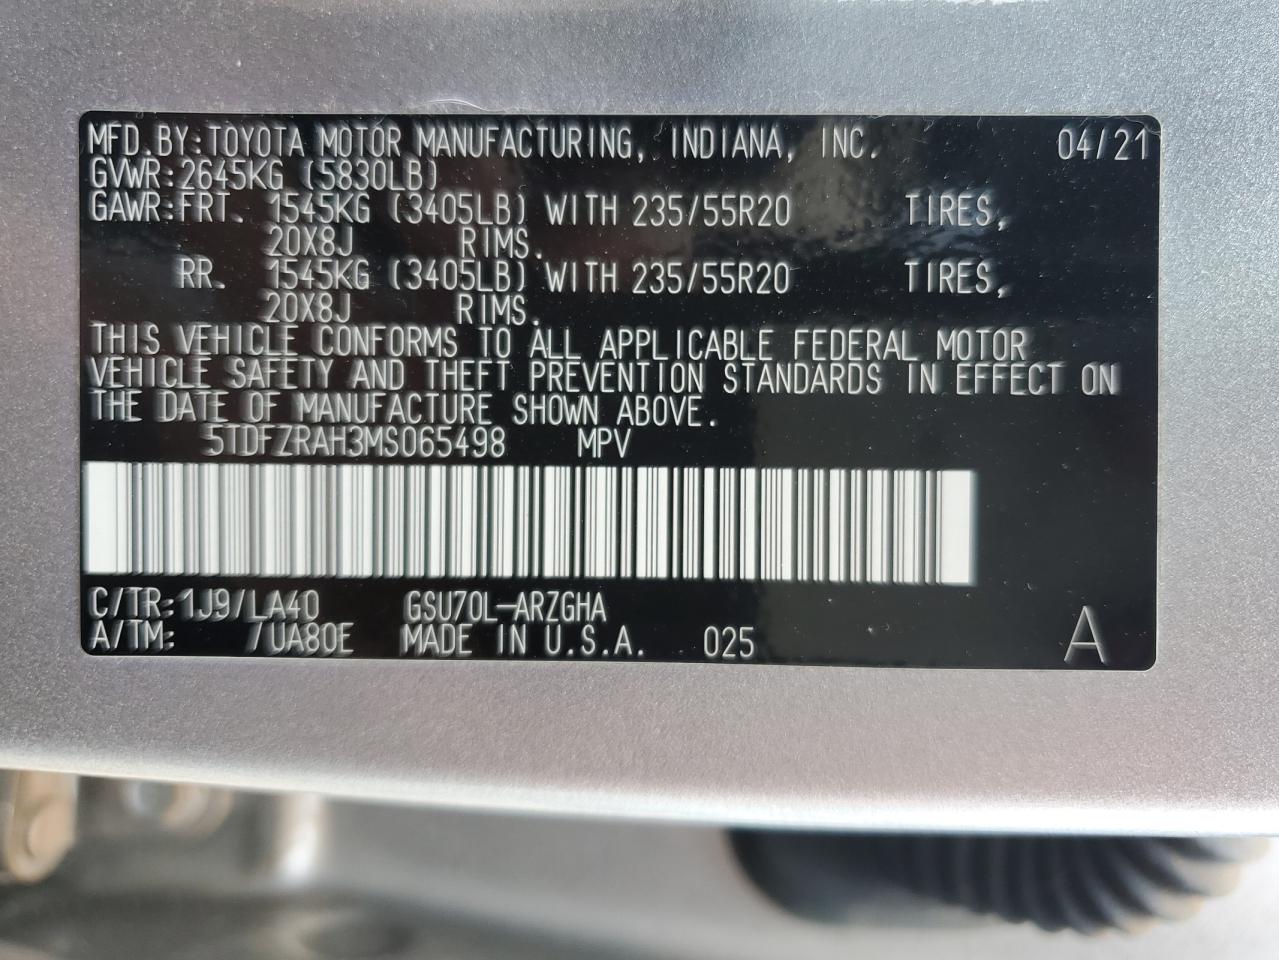 MFD.BY:TOYOTA MOTOR MANUFACTURING, INDIANA, INC. 04/21
GVWR:2645KG (5830LB)
GAWR:FRT. 1545KG (3405LB) WITH 235/55R20 TIRES,
20X8J RIMS.
RR. 1545KG (3405LB) WITH 235/55R20 TIRES,
20X8J RIMS.
THIS VEHICLE CONFORMS TO ALL APPLICABLE FEDERAL MOTOR
VEHICLE SAFETY AND THEFT PREVENTION STANDARDS IN EFFECT ON
THE DATE OF MANUFACTURE SHOWN ABOVE.
5TDFZRAH3MS065498 MPV
C/TR:1J9/LA40 GSU70L-ARZGHA
A/TM: /UA80E MADE IN U.S.A. 025 A